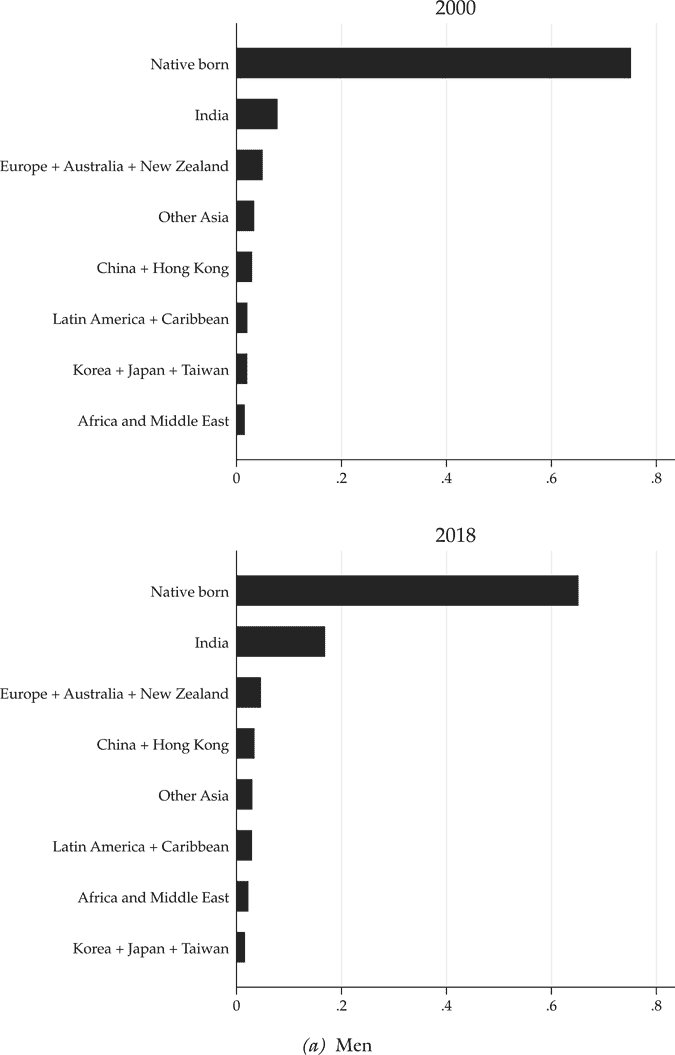 2000
Native born
India
Europe + Australia + New Zealand
Other Asia
China + Hong Kong
Latin America + Caribbean
Korea + Japan + Taiwan
Africa and Middle East
0 .2 .4 .6 .8
2018
Native born
India
Europe + Australia + New Zealand
China + Hong Kong
Other Asia
Latin America + Caribbean
Africa and Middle East
Korea + Japan + Taiwan
0 .2 .4 .6 .8
(a) Men